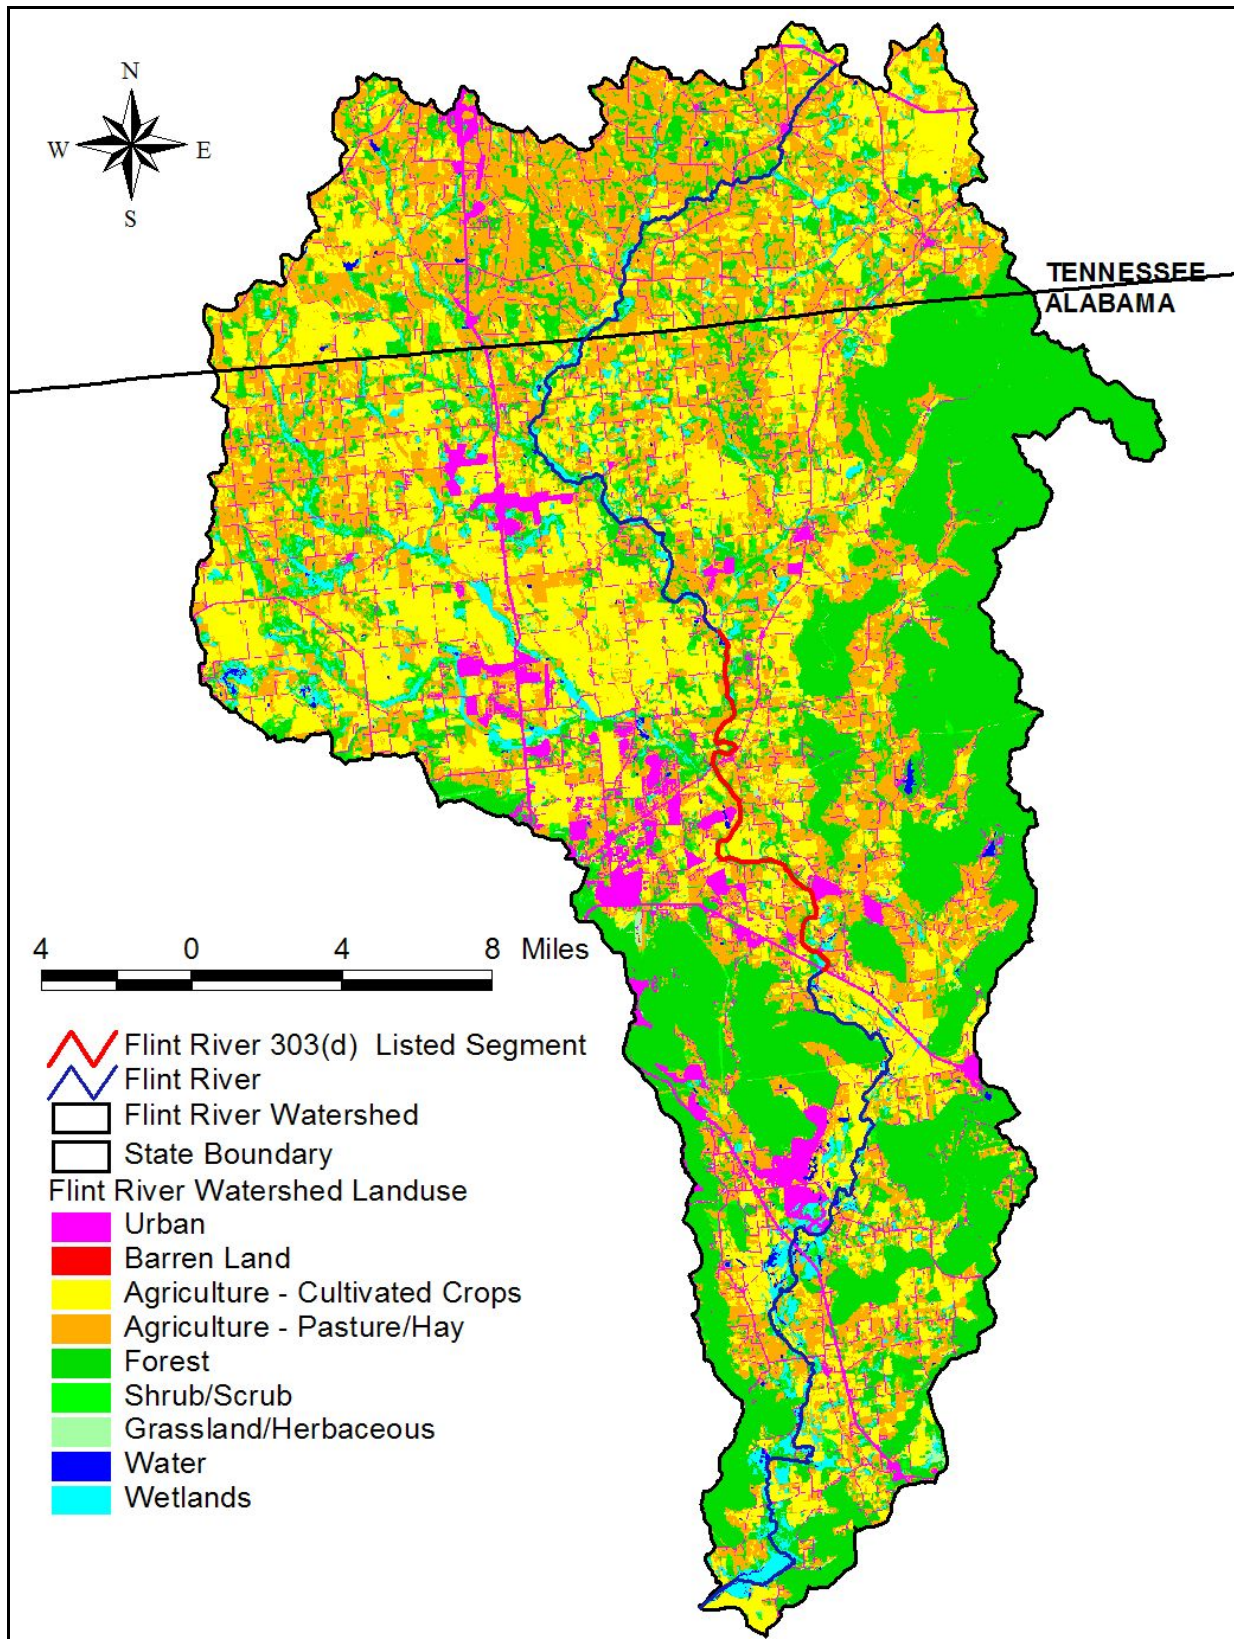 N
W E
S
TENNESSEE
ALABAMA
4 0 4 8 Miles
Flint River 303(d) Listed Segment
Flint River
Flint River Watershed
State Boundary
Flint River Watershed Landuse
Urban
Barren Land
Agriculture - Cultivated Crops
Agriculture - Pasture/Hay
Forest
Shrub/Scrub
Grassland/Herbaceous
Water
Wetlands